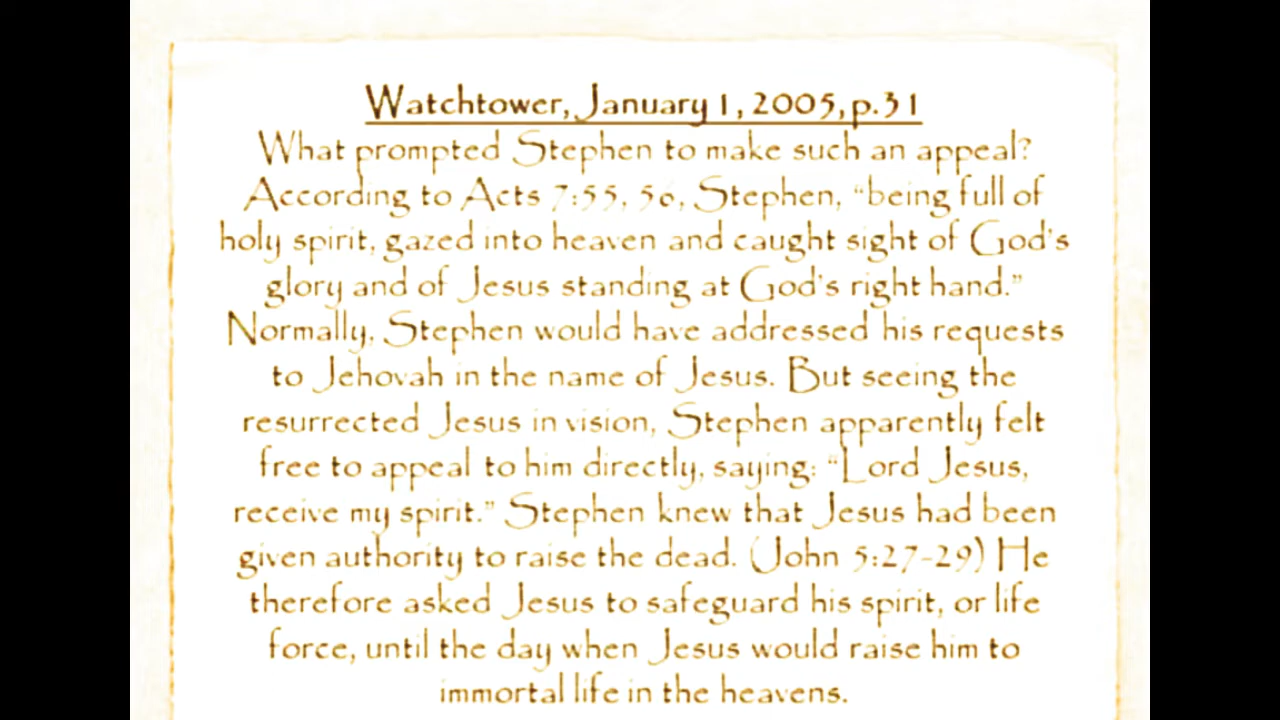 Watchtower, January 1, 2005, p.31
What prompted Stephen to make such an appeal?
According to Acts 7:55, 56, Stephen, “being full of
holy spirit, gazed into heaven and caught sight of God's
glory and of Jesus standing at God's right hand.”
Normally, Stephen would have addressed his requests
to Jehovah in the name of Jesus. But seeing the
resurrected Jesus in vision, Stephen apparently felt
free to appeal to him directly, saying: “Lord Jesus,
receive my spirit.” Stephen knew that Jesus had been
given authority to raise the dead. (John 5:27-29) He
therefore asked Jesus to safeguard his spirit, or life
force, until the day when Jesus would raise him to
immortal life in the heavens.